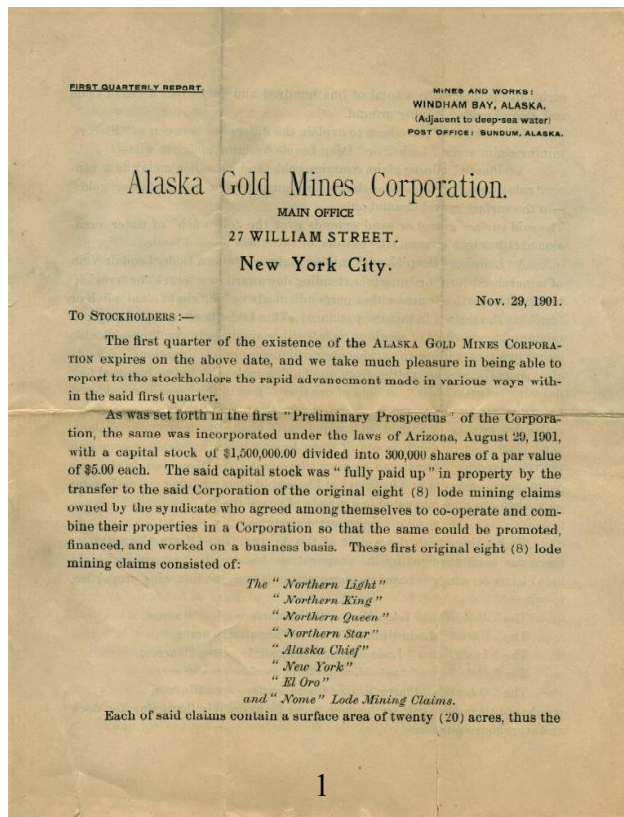 FIRST QUARTERLY REPORT.
MINES AND WORKS:
WINDHAM BAY, ALASKA.
(Adjacent to deep-sea water)
POST OFFICE: SUNDUM, ALASKA.
Alaska Gold Mines Corporation.
MAIN OFFICE
27 WILLIAM STREET.
New York City.
Nov. 29, 1901.
TO STOCKHOLDERS :—
The first quarter of the existence of the ALASKA GOLD MINES CORPORA-
TION expires on the above date, and we take much pleasure in being able to
report to the stockholders the rapid advancement made in various ways with-
in the said first quarter.
As was set forth in the first "Preliminary Prospectus" of the Corpora-
tion, the same was incorporated under the laws of Arizona, August 29, 1901,
with a capital stock of $1,500,000.00 divided into 300,000 shares of a par value
of $5.00 each. The said capital stock was "fully paid up" in property by the
transfer to the said Corporation of the original eight (8) lode mining claims
owned by the syndicate who agreed among themselves to co-operate and com-
bine their properties in a Corporation so that the same could be promoted,
financed, and worked on a business basis. These first original eight (8) lode
mining claims consisted of:
The "Northern Light"
" Northern King"
" Northern Queen"
" Northern Star"
" Alaska Chief"
" New York"
" El Oro"
and "Nome" Lode Mining Claims.
Each of said claims contain a surface area of twenty (20) acres, thus the
1